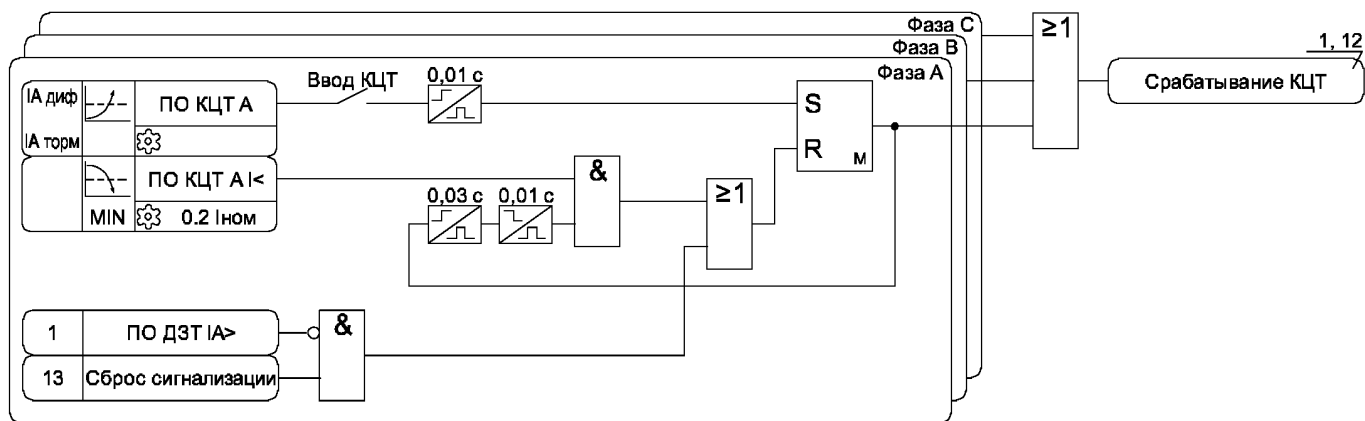 Фаза C
Фаза B
Фаза A
≥1
1, 12
Срабатывание КЦТ
IA диф
IA торм
ПО КЦТ A
Ввод КЦТ
0,01 с
S
R
M
ПО КЦТ A I<
MIN
0.2 Iном
0,03 с
0,01 с
&
≥1
1
ПО ДЗТ IA>
&
13
Сброс сигнализации